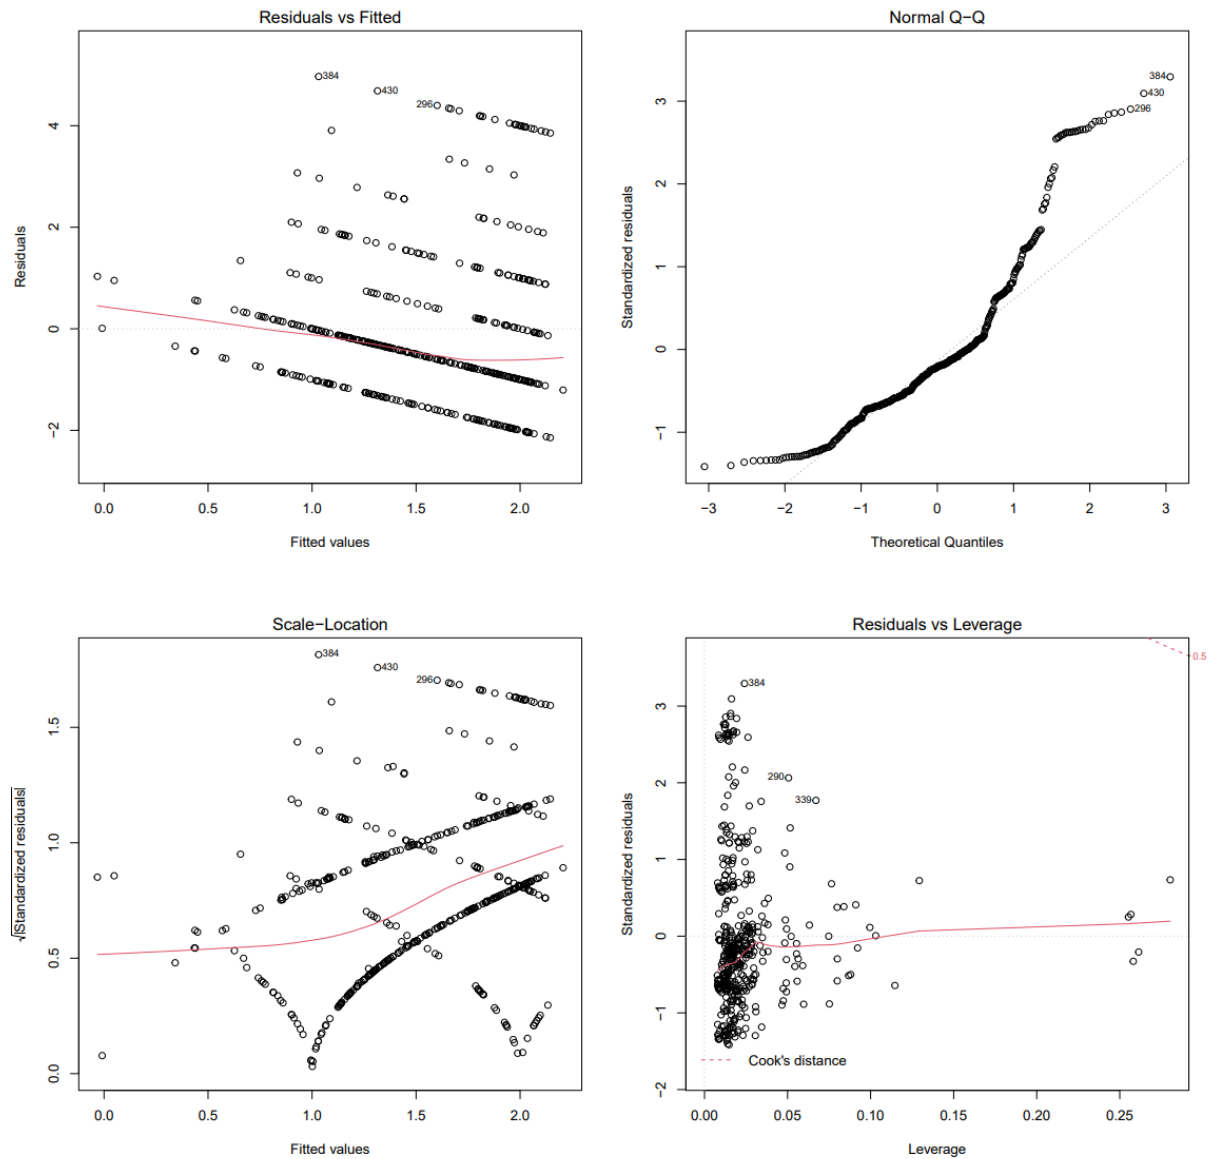 Residuals vs Fitted
Residuals
4
2
0
−2
384
430
296
0.0 0.5 1.0 1.5 2.0
Fitted values
Normal Q−Q
Standardized residuals
3
2
1
0
−1
384
430
296
−3 −2 −1 0 1 2 3
Theoretical Quantiles
Scale−Location
√|Standardized residuals|
1.5
1.0
0.5
0.0
384
430
296
0.0 0.5 1.0 1.5 2.0
Fitted values
Residuals vs Leverage
Standardized residuals
3
2
1
0
−1
−2
0.5
384
290
339
Cook's distance
0.00 0.05 0.10 0.15 0.20 0.25
Leverage